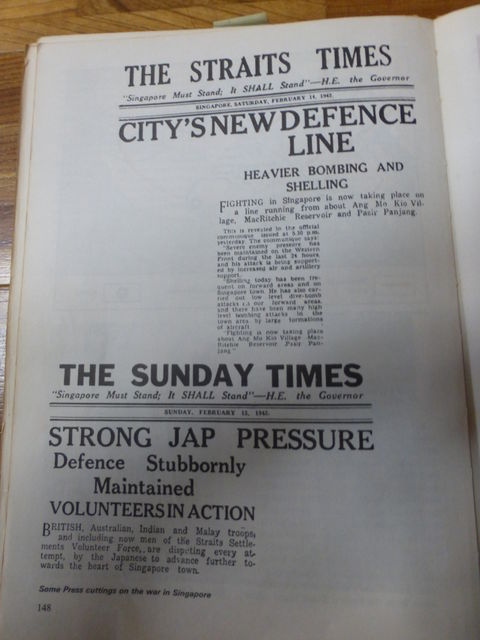 THE STRAITS TIMES
"Singapore Must Stand; It SHALL Stand"—H.E. the Governor
SINGAPORE, SATURDAY, FEBRUARY 14, 1942.
CITY'S NEW DEFENCE
LINE
HEAVIER BOMBING AND
SHELLING
FIGHTING in Singapore is now taking place on
a line running from about Ang Mo Kio Vil-
lage, MacRitchie Reservoir and Pasir Panjang.
This is revealed in the official
communique issued at 5.30 p.m.
yesterday. The communique says:
"Severe enemy pressure has
been maintained on the Western
Front during the last 24 hours
and his attack is being support-
ed by increased air and artillery
support.
"Shelling today has been fre-
quent on forward areas and on
Singapore town. He has also car-
ried out low level dive-bomb
attacks on our forward areas
and there have been many high
level bombing attacks in the
town area by large formations
of aircraft
"Fighting is now taking place
about Ang Mo Kio Village Mac-
Ritchie Reservoir Pasir Pan-
jang"
THE SUNDAY TIMES
"Singapore Must Stand; It SHALL Stand"—H.E. the Governor
SUNDAY, FEBRUARY 15, 1942.
STRONG JAP PRESSURE
Defence Stubbornly
Maintained
VOLUNTEERS IN ACTION
BRITISH, Australian, Indian and Malay troops,
and including now men of the Straits Settle-
ments Volunteer Force, are disputing every at-
tempt, by the Japanese to advance further to-
wards the heart of Singapore town.
Some Press cuttings on the war in Singapore
148